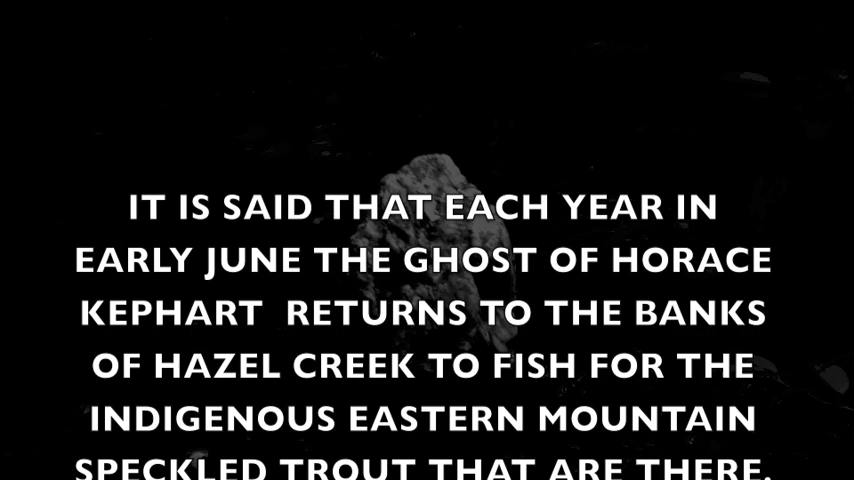 IT IS SAID THAT EACH YEAR IN
EARLY JUNE THE GHOST OF HORACE
KEPHART RETURNS TO THE BANKS
OF HAZEL CREEK TO FISH FOR THE
INDIGENOUS EASTERN MOUNTAIN
SPECKLED TROUT THAT ARE THERE.